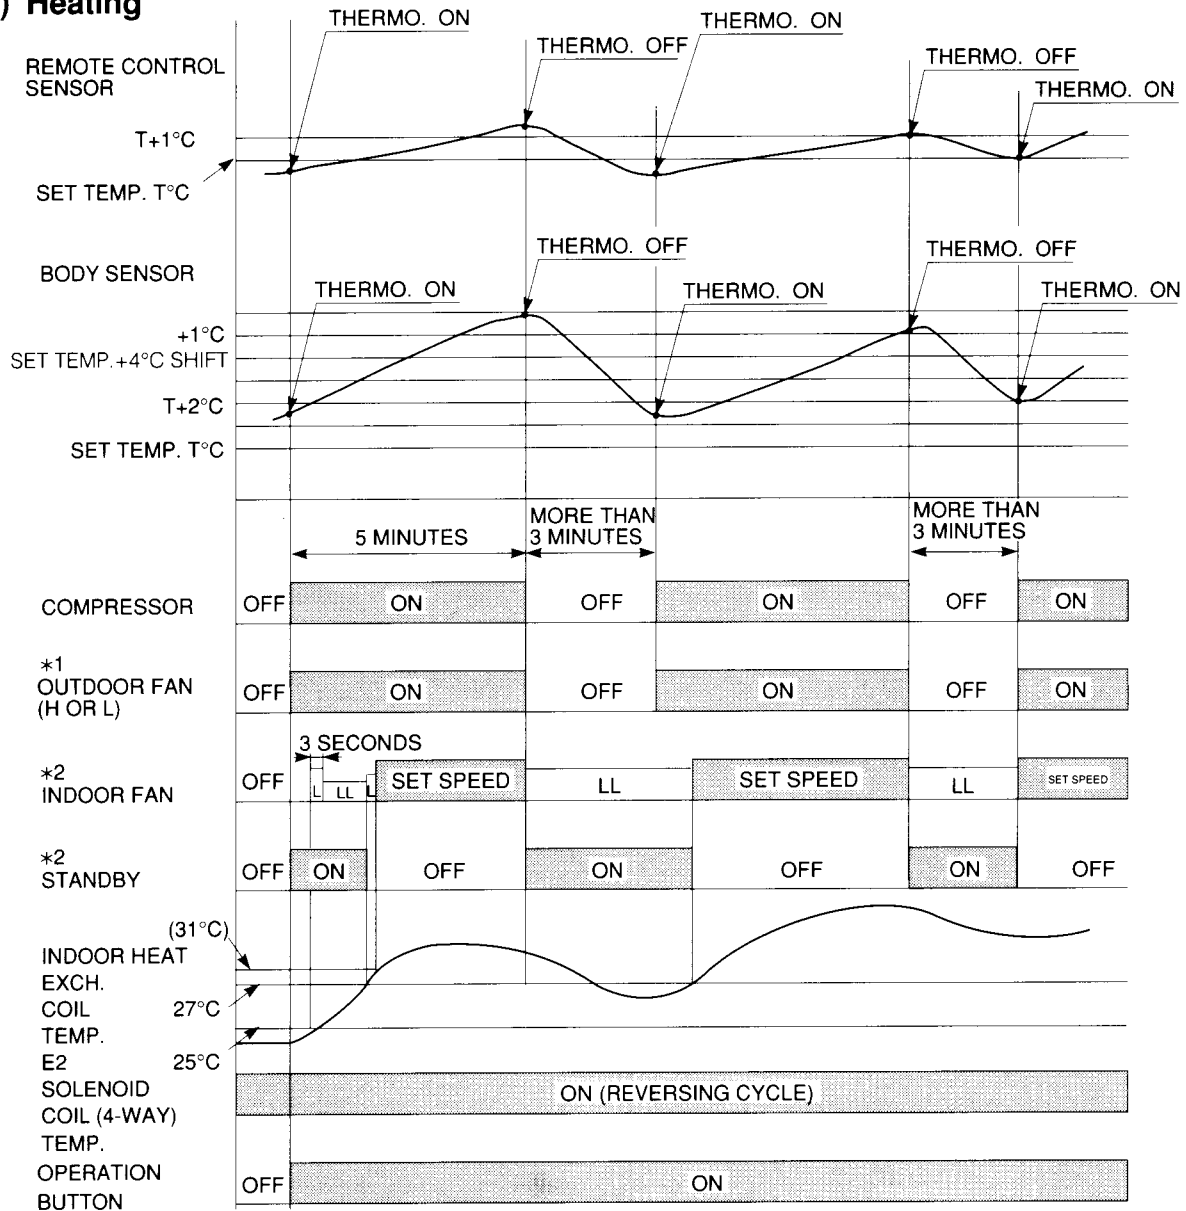 ) Heating
THERMO. ON
THERMO. OFF
THERMO. ON
THERMO. OFF
THERMO. ON
REMOTE CONTROL
SENSOR
T+1°C
SET TEMP. T°C
THERMO. OFF
THERMO. OFF
BODY SENSOR
THERMO. ON
THERMO. ON
THERMO. ON
+1°C
SET TEMP.+4°C SHIFT
T+2°C
SET TEMP. T°C
5 MINUTES
MORE THAN
3 MINUTES
MORE THAN
3 MINUTES
COMPRESSOR
OFF
ON
OFF
ON
OFF
ON
*1
OUTDOOR FAN
(H OR L)
OFF
ON
OFF
ON
OFF
ON
3 SECONDS
*2
INDOOR FAN
OFF
L
LL
L
SET SPEED
LL
SET SPEED
LL
SET SPEED
*2
STANDBY
OFF
ON
OFF
ON
OFF
ON
OFF
(31°C)
INDOOR HEAT
EXCH.
COIL 27°C
TEMP.
E2 25°C
SOLENOID
COIL (4-WAY)
TEMP.
ON (REVERSING CYCLE)
OPERATION
BUTTON
OFF
ON